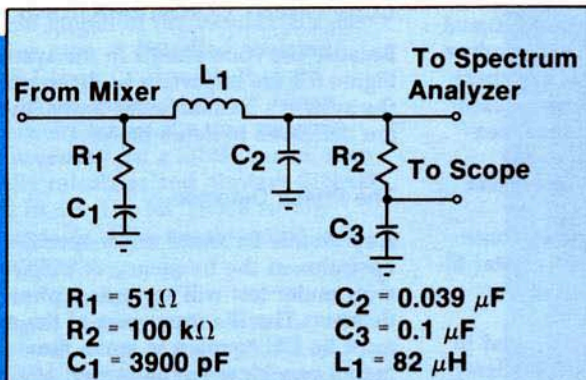 L1
To Spectrum
Analyzer
From Mixer
R1
C2
R2
To Scope
C1
C3
R1 = 51Ω
R2 = 100 kΩ
C1 = 3900 pF
C2 = 0.039 μF
C3 = 0.1 μF
L1 = 82 μH